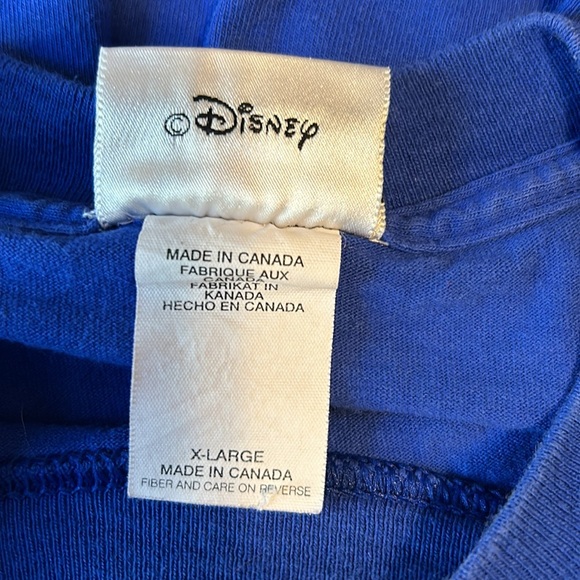 © Disney
MADE IN CANADA
FABRIQUE AUX
CANADA
FABRIKAT IN
KANADA
HECHO EN CANADA
X-LARGE
MADE IN CANADA
FIBER AND CARE ON REVERSE